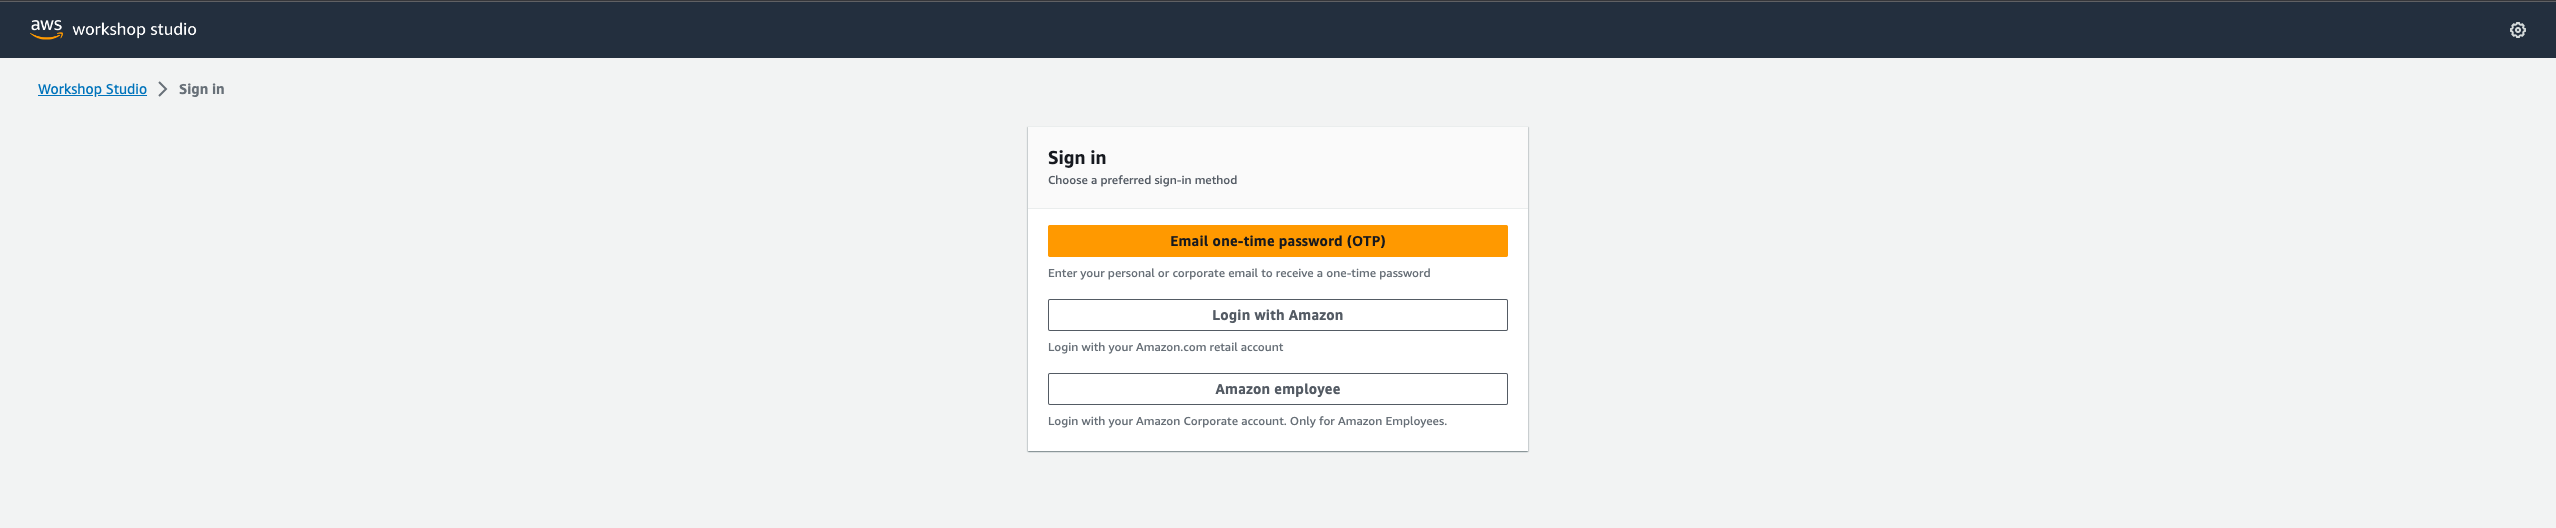 aws workshop studio
Workshop Studio > Sign in
Sign in
Choose a preferred sign-in method
Email one-time password (OTP)
Enter your personal or corporate email to receive a one-time password
Login with Amazon
Login with your Amazon.com retail account
Amazon employee
Login with your Amazon Corporate account. Only for Amazon Employees.